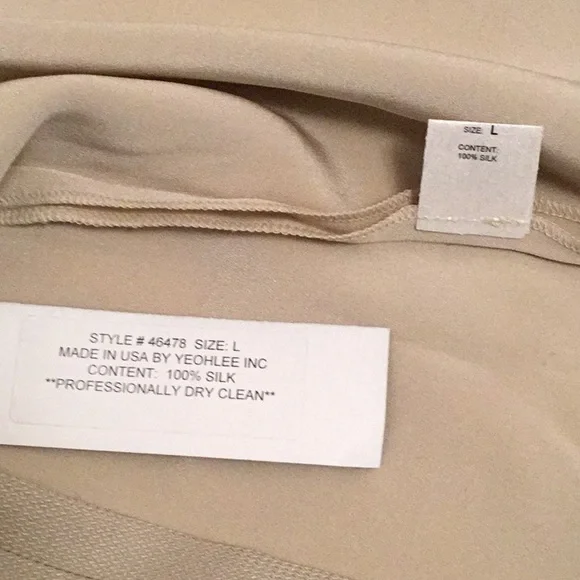 SIZE: L
CONTENT:
100% SILK
STYLE # 46478 SIZE: L
MADE IN USA BY YEOHLEE INC
CONTENT: 100% SILK
**PROFESSIONALLY DRY CLEAN**